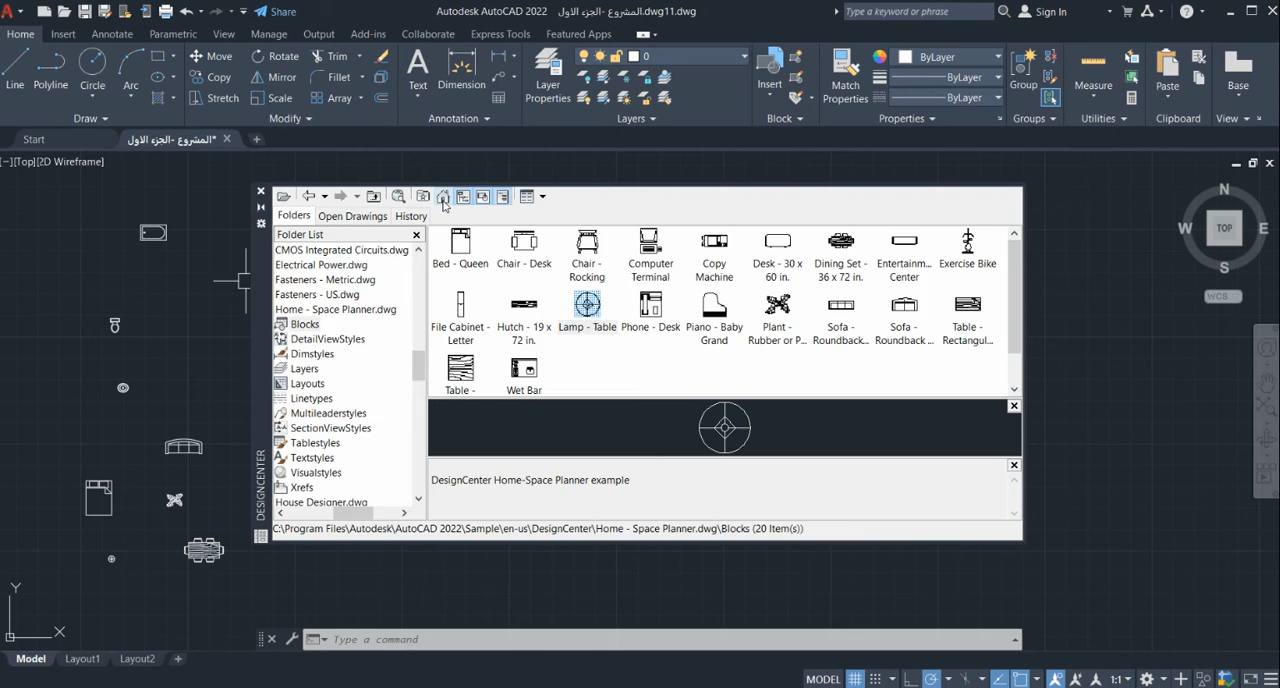 Share
Autodesk AutoCAD 2022 المشروع -الجزء الاول.dwg11.dwg
Type a keyword or phrase
Sign In
Home Insert Annotate Parametric View Manage Output Add-ins Collaborate Express Tools Featured Apps
Line Polyline Circle Arc
Move Rotate Trim
Copy Mirror Fillet
Stretch Scale Array
Text Dimension
Layer Properties
0
Insert
Match Properties
ByLayer
ByLayer
ByLayer
Group
Measure
Paste
Base
Draw Modify Annotation Layers Block Properties Groups Utilities Clipboard View
Start
المشروع -الجزء الاول*
[−][Top][2D Wireframe]
N
W TOP E
S
WCS
Folders Open Drawings History
Folder List
CMOS Integrated Circuits.dwg
Electrical Power.dwg
Fasteners - Metric.dwg
Fasteners - US.dwg
Home - Space Planner.dwg
Blocks
DetailViewStyles
Dimstyles
Layers
Layouts
Linetypes
Multileaderstyles
SectionViewStyles
Tablestyles
Textstyles
Visualstyles
Xrefs
House Designer.dwg
DESIGNCENTER
Bed - Queen
Chair - Desk
Chair - Rocking
Computer Terminal
Copy Machine
Desk - 30 x 60 in.
Dining Set - 36 x 72 in.
Entertainm... Center
Exercise Bike
File Cabinet - Letter
Hutch - 19 x 72 in.
Lamp - Table
Phone - Desk
Piano - Baby Grand
Plant - Rubber or P...
Sofa - Roundback...
Sofa - Roundback ...
Table - Rectangul...
Table -
Wet Bar
DesignCenter Home-Space Planner example
C:\Program Files\Autodesk\AutoCAD 2022\Sample\en-us\DesignCenter\Home - Space Planner.dwg\Blocks (20 Item(s))
Y
X
Type a command
Model Layout1 Layout2
MODEL
1:1